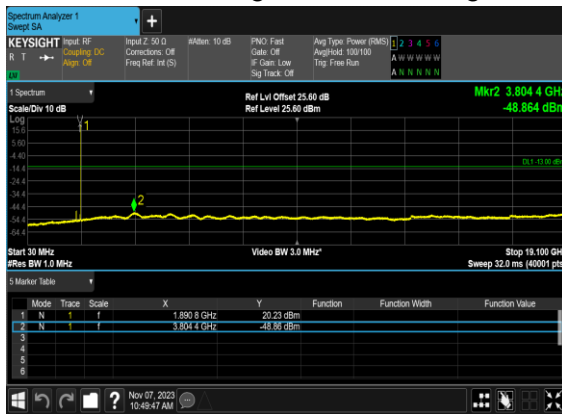 Spectrum Analyzer 1
Swept SA
KEYSIGHT Input: RF Input Z: 50 Ω #Atten: 10 dB PNO: Fast Avg Type: Power (RMS) 1 2 3 4 5 6
R T Coupling: DC Corrections: Off Gate: Off Avg|Hold: 100/100 A W W W W W
Align: Off Freq Ref: Int (S) IF Gain: Low Trig: Free Run
Sig Track: Off A N N N N N
1 Spectrum Ref Lvl Offset 25.60 dB Mkr2 3.804 4 GHz
Scale/Div 10 dB Ref Level 25.60 dBm -48.864 dBm
Log
15.6 1
5.60
-4.40
DL1 -13.00 dBm
-14.4
-24.4
-34.4
2
-44.4
-54.4
-64.4
Start 30 MHz Video BW 3.0 MHz* Stop 19.100 GHz
#Res BW 1.0 MHz Sweep 32.0 ms (40001 pts)
5 Marker Table
Mode Trace Scale X Y Function Function Width Function Value
1 N 1 f 1.890 8 GHz 20.23 dBm
2 N 1 f 3.804 4 GHz -48.86 dBm
3
4
5
6
? Nov 07, 2023
10:49:47 AM